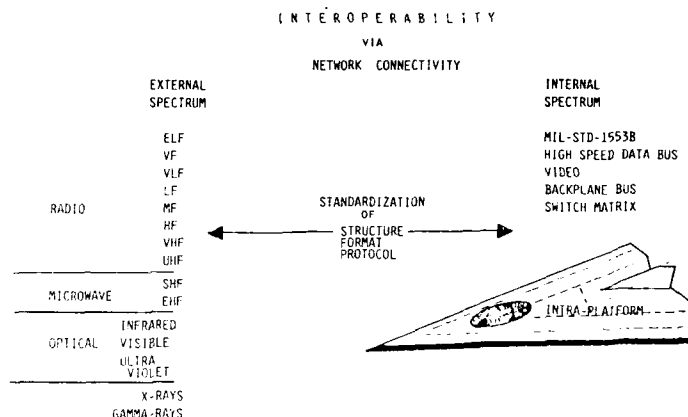 INTEROPERABILITY
VIA
NETWORK CONNECTIVITY
EXTERNAL
SPECTRUM
ELF
VF
VLF
LF
RADIO MF
HF
VHF
UHF
SHF
MICROWAVE EHF
INFRARED
OPTICAL VISIBLE
ULTRA
VIOLET
X-RAYS
GAMMA-RAYS
STANDARDIZATION
OF
STRUCTURE
FORMAT
PROTOCOL
INTERNAL
SPECTRUM
MIL-STD-1553B
HIGH SPEED DATA BUS
VIDEO
BACKPLANE BUS
SWITCH MATRIX
INTRA-PLATFORM